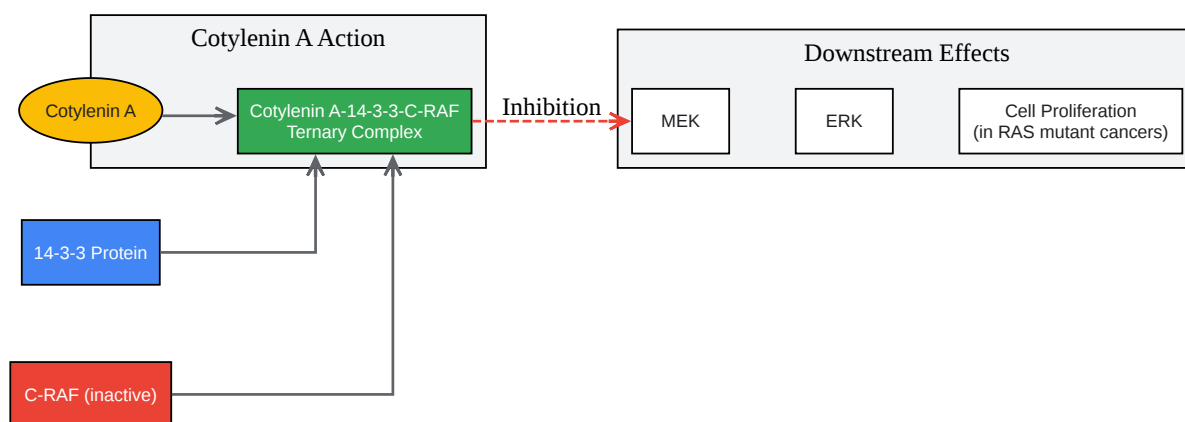 Cotylenin A Action
Cotylenin A
Cotylenin A-14-3-3-C-RAF
Ternary Complex
Inhibition
Downstream Effects
MEK
ERK
Cell Proliferation
(in RAS mutant cancers)
14-3-3 Protein
C-RAF (inactive)